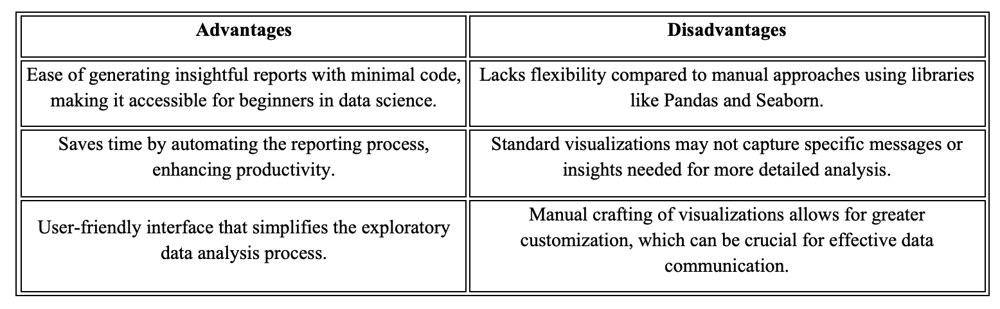 Advantages
Disadvantages
Ease of generating insightful reports with minimal code,
making it accessible for beginners in data science.
Lacks flexibility compared to manual approaches using libraries
like Pandas and Seaborn.
Saves time by automating the reporting process,
enhancing productivity.
Standard visualizations may not capture specific messages or
insights needed for more detailed analysis.
User-friendly interface that simplifies the exploratory
data analysis process.
Manual crafting of visualizations allows for greater
customization, which can be crucial for effective data
communication.